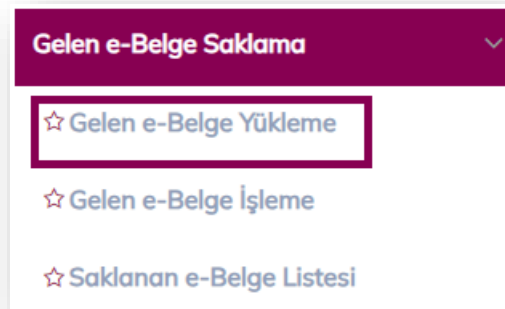 Gelen e-Belge Saklama
Gelen e-Belge Yükleme
Gelen e-Belge İşleme
Saklanan e-Belge Listesi